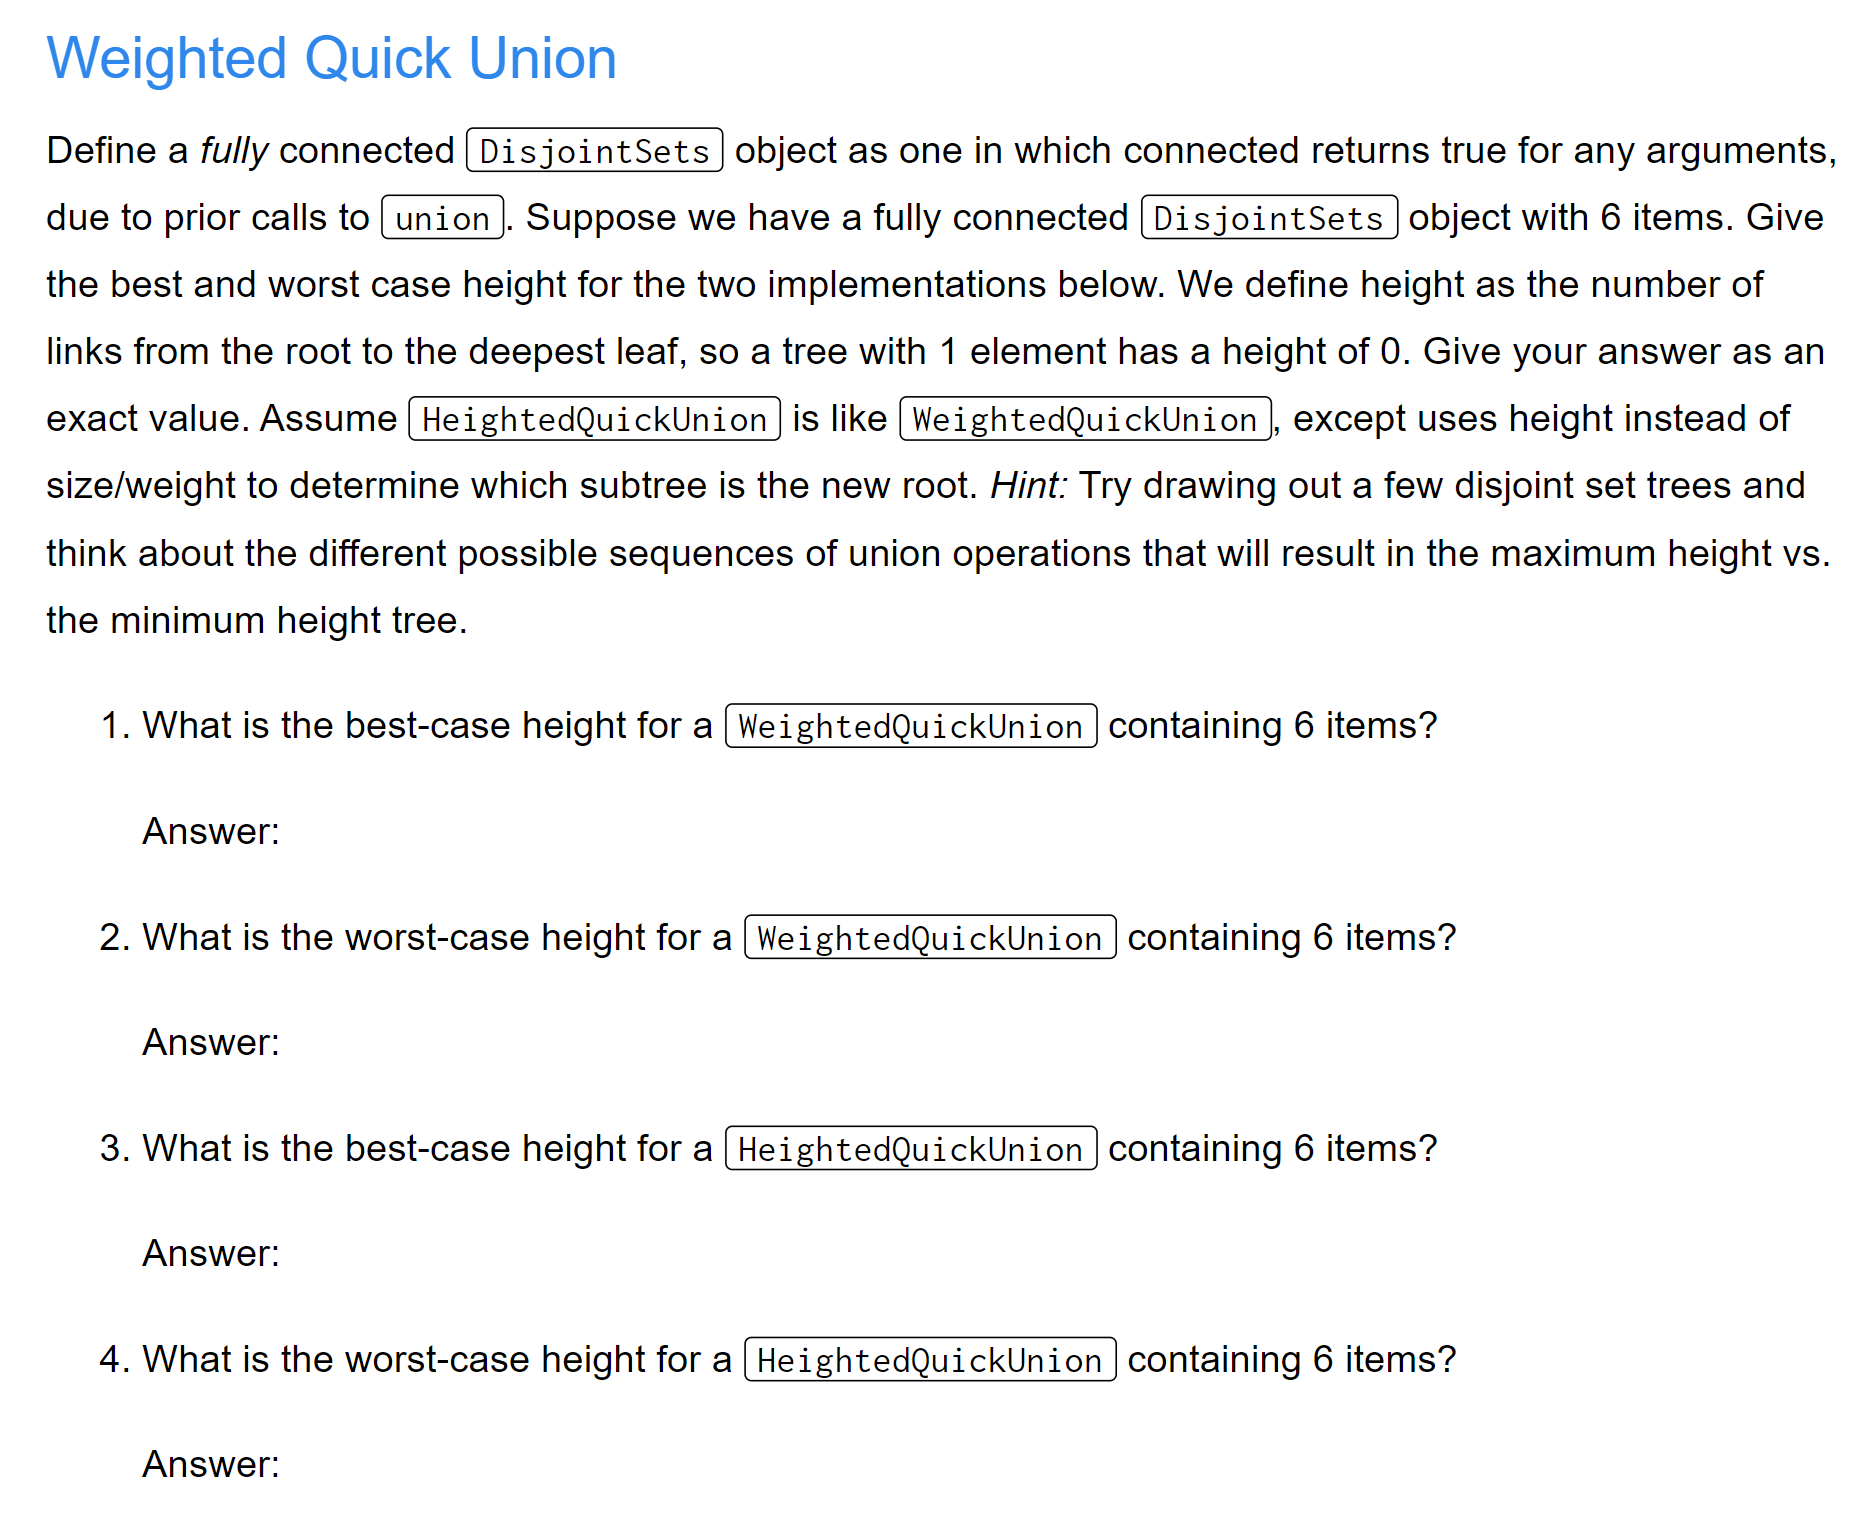 Weighted Quick Union
Define a fully connected DisjointSets object as one in which connected returns true for any arguments,
due to prior calls to union. Suppose we have a fully connected DisjointSets object with 6 items. Give
the best and worst case height for the two implementations below. We define height as the number of
links from the root to the deepest leaf, so a tree with 1 element has a height of 0. Give your answer as an
exact value. Assume HeightedQuickUnion is like WeightedQuickUnion, except uses height instead of
size/weight to determine which subtree is the new root. Hint: Try drawing out a few disjoint set trees and
think about the different possible sequences of union operations that will result in the maximum height vs.
the minimum height tree.
1. What is the best-case height for a WeightedQuickUnion containing 6 items?
Answer:
2. What is the worst-case height for a WeightedQuickUnion containing 6 items?
Answer:
3. What is the best-case height for a HeightedQuickUnion containing 6 items?
Answer:
4. What is the worst-case height for a HeightedQuickUnion containing 6 items?
Answer: